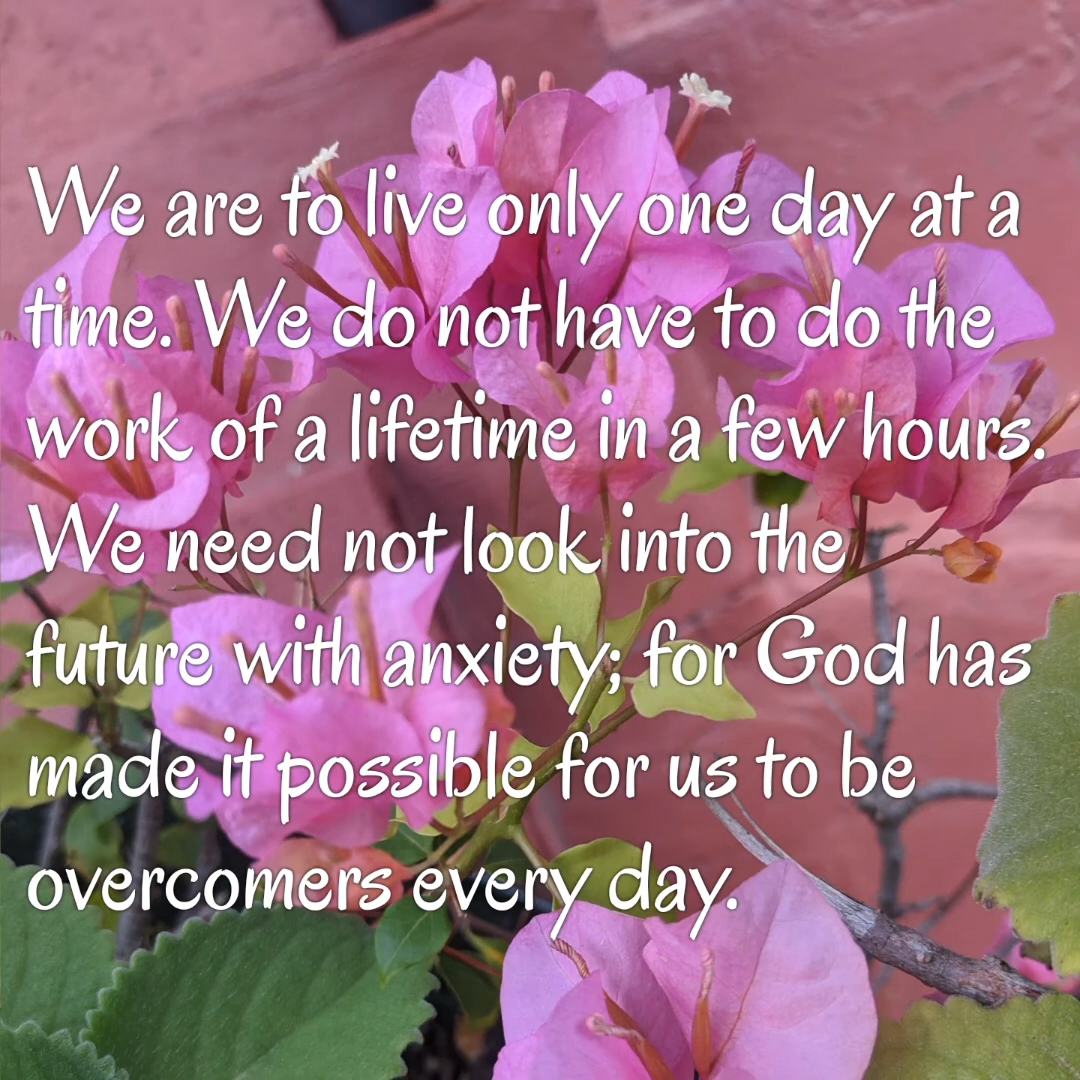 We are to live only one day at a
time. We do not have to do the
work of a lifetime in a few hours.
We need not look into the
future with anxiety; for God has
made it possible for us to be
overcomers every day.